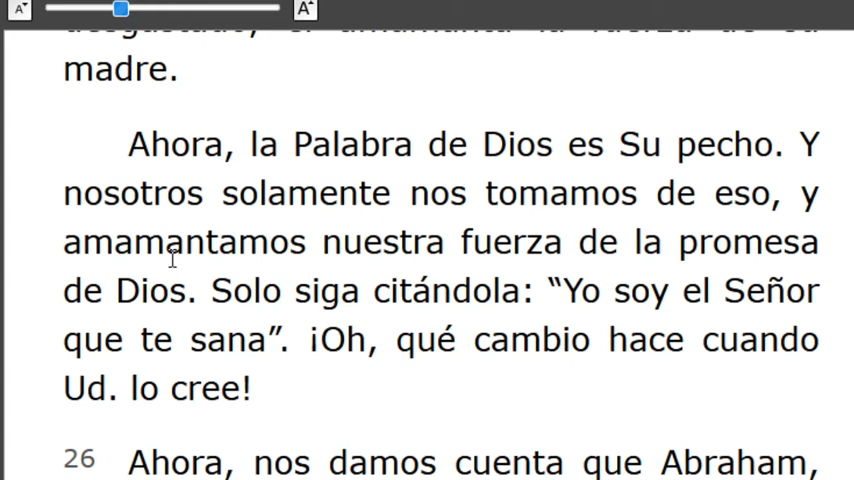 madre.
Ahora, la Palabra de Dios es Su pecho. Y
nosotros solamente nos tomamos de eso, y
amamantamos nuestra fuerza de la promesa
de Dios. Solo siga citándola: “Yo soy el Señor
que te sana”. ¡Oh, qué cambio hace cuando
Ud. lo cree!
26 Ahora, nos damos cuenta que Abraham,